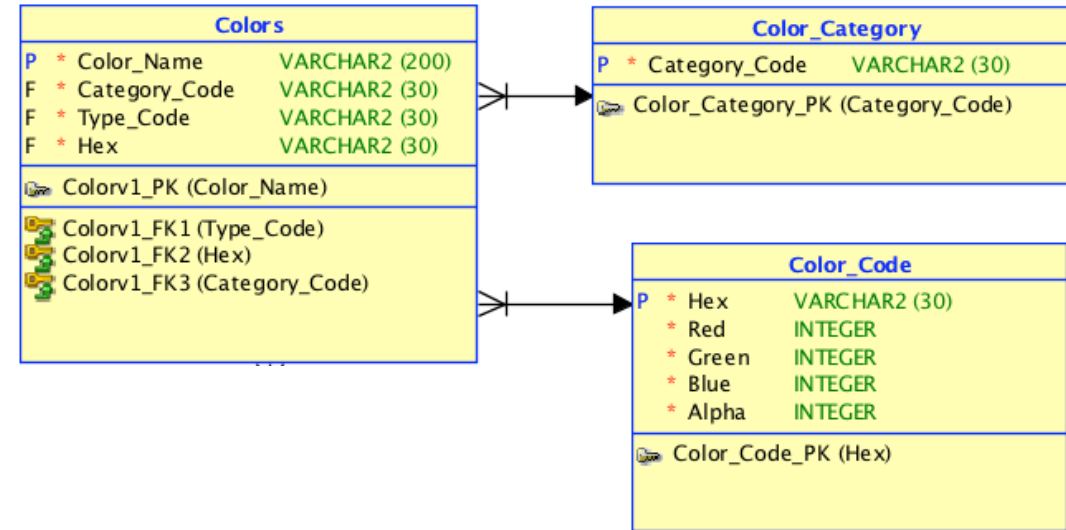 Colors
P * Color_Name VARCHAR2 (200)
F * Category_Code VARCHAR2 (30)
F * Type_Code VARCHAR2 (30)
F * Hex VARCHAR2 (30)
Colorv1_PK (Color_Name)
Colorv1_FK1 (Type_Code)
Colorv1_FK2 (Hex)
Colorv1_FK3 (Category_Code)
Color_Category
P * Category_Code VARCHAR2 (30)
Color_Category_PK (Category_Code)
Color_Code
P * Hex VARCHAR2 (30)
* Red INTEGER
* Green INTEGER
* Blue INTEGER
* Alpha INTEGER
Color_Code_PK (Hex)